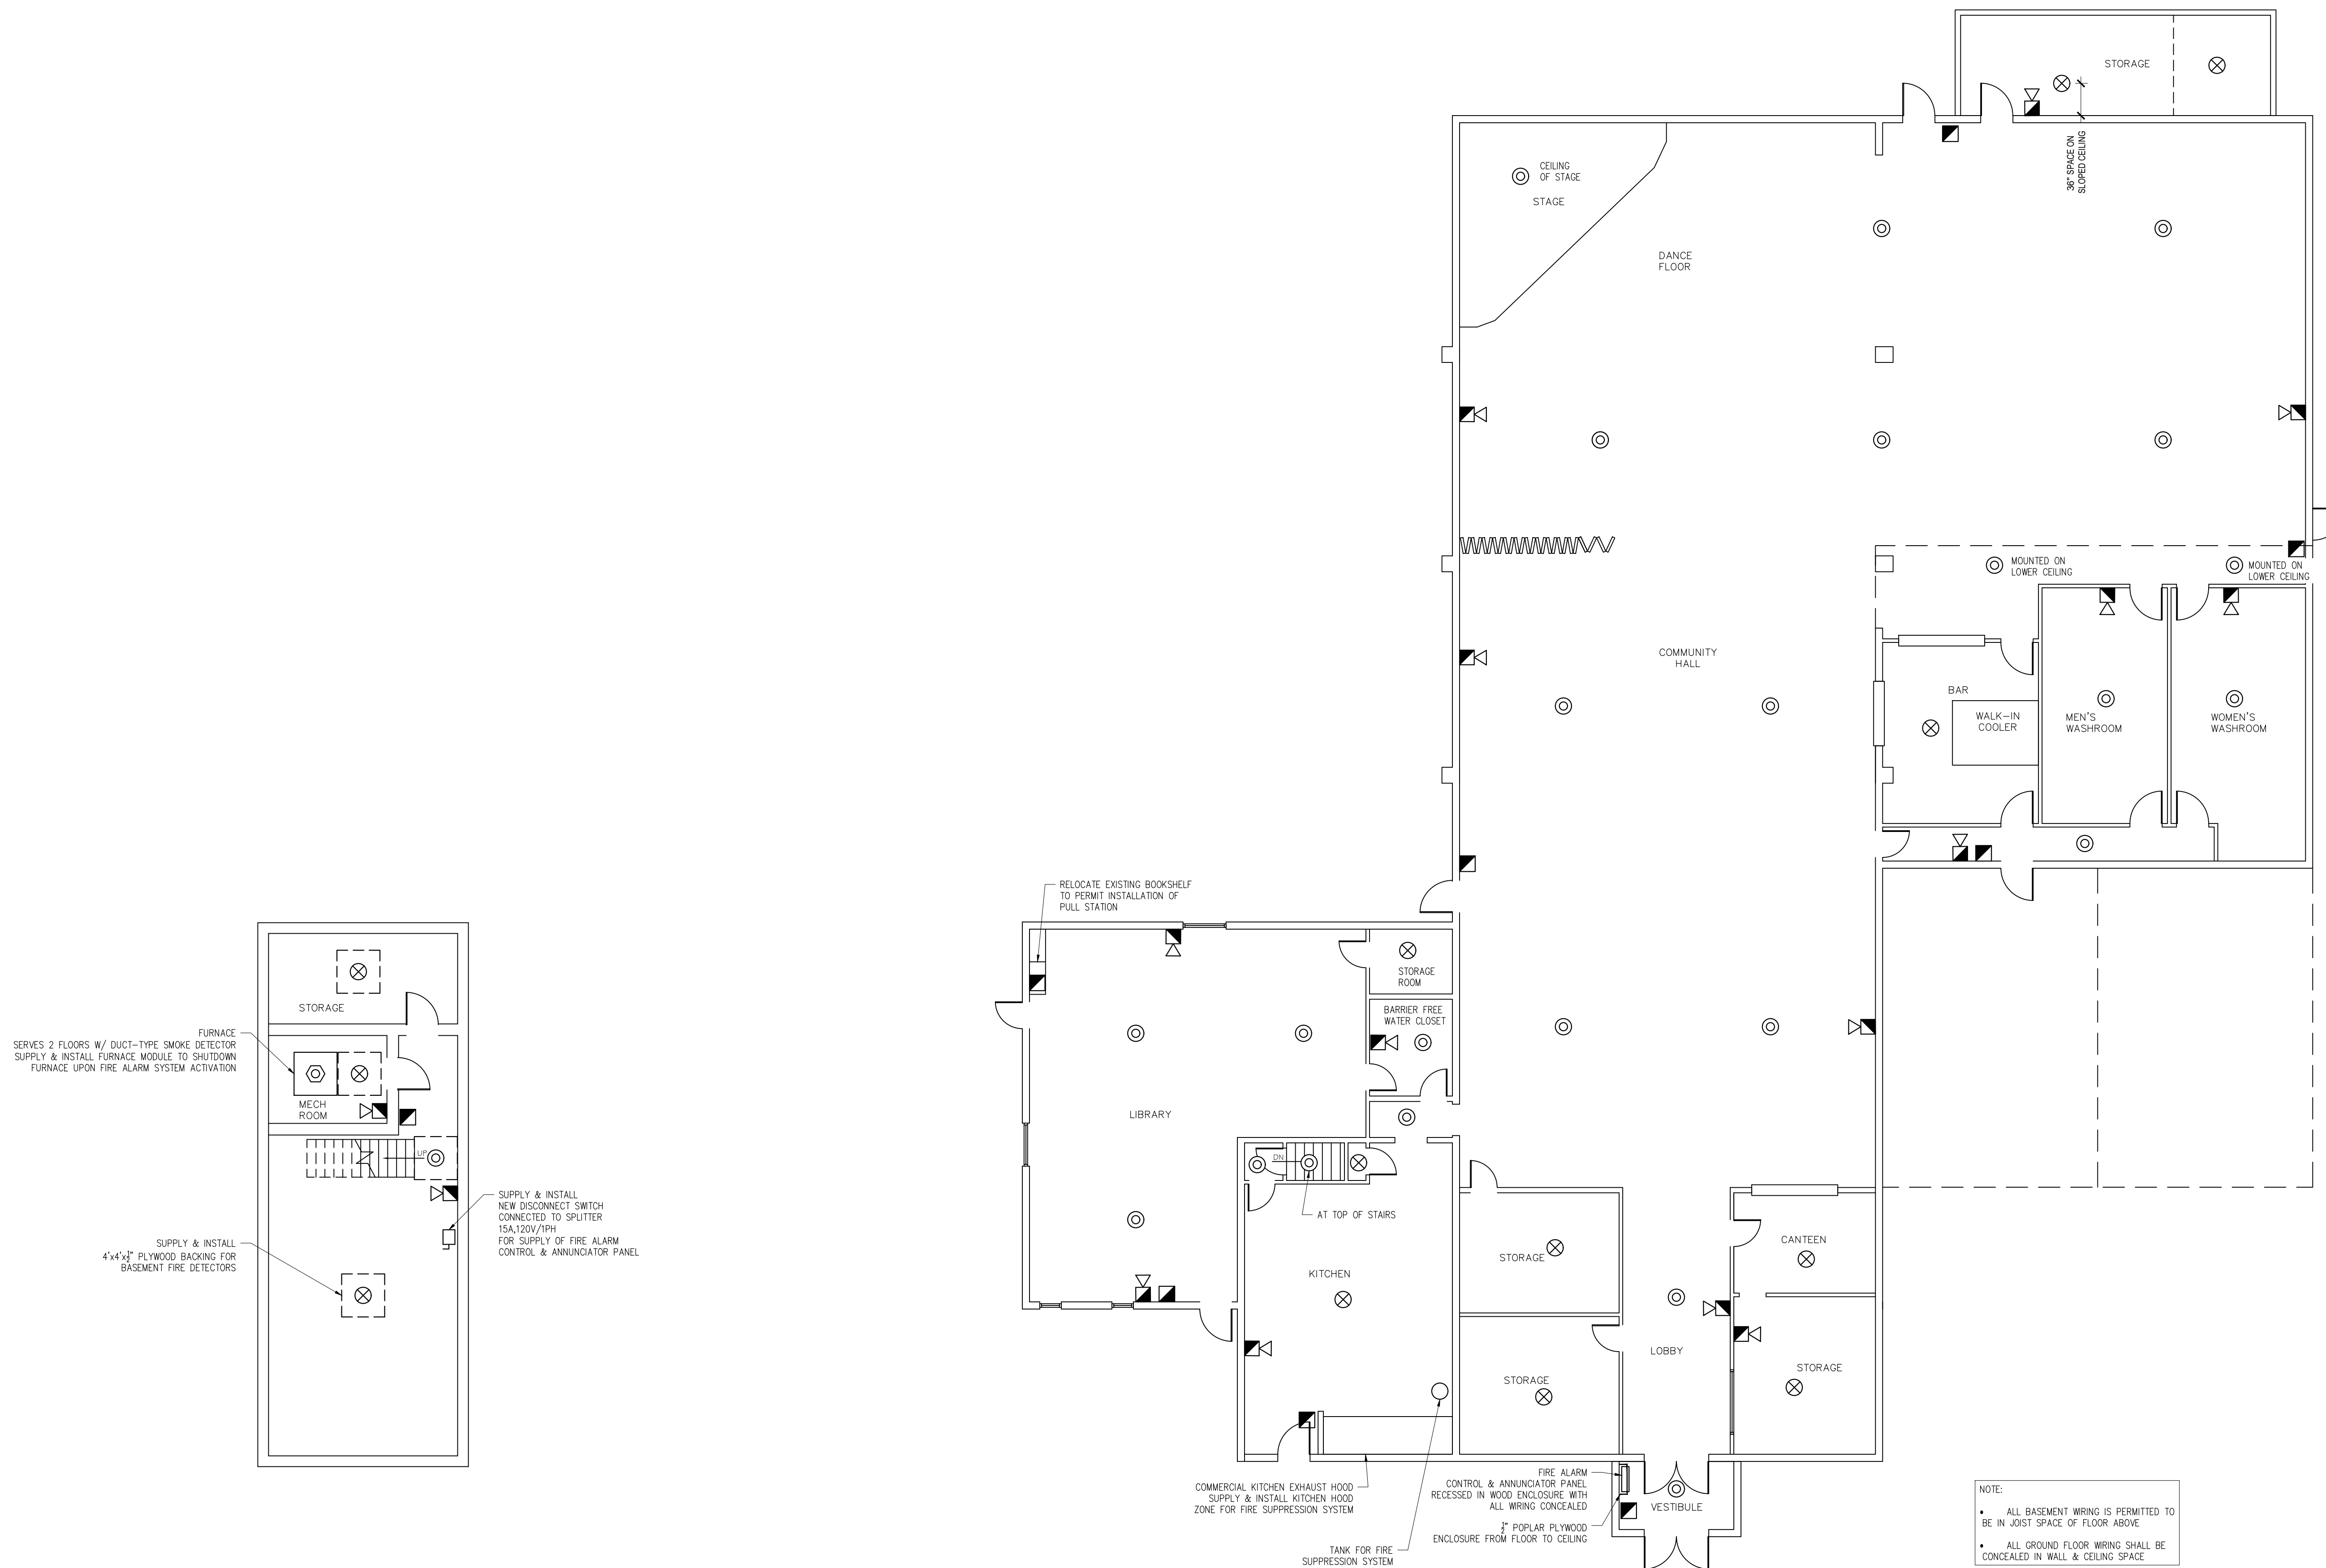 STORAGE
36" SPACE ON
SLOPED CEILING
CEILING
OF STAGE
STAGE
DANCE
FLOOR
MOUNTED ON
LOWER CEILING
MOUNTED ON
LOWER CEILING
COMMUNITY
HALL
BAR
WALK-IN
COOLER
MEN'S
WASHROOM
WOMEN'S
WASHROOM
RELOCATE EXISTING BOOKSHELF
TO PERMIT INSTALLATION OF
PULL STATION
STORAGE
ROOM
BARRIER FREE
WATER CLOSET
LIBRARY
DN
AT TOP OF STAIRS
KITCHEN
STORAGE
STORAGE
CANTEEN
LOBBY
STORAGE
STORAGE
FURNACE
SERVES 2 FLOORS W/ DUCT-TYPE SMOKE DETECTOR
SUPPLY & INSTALL FURNACE MODULE TO SHUTDOWN
FURNACE UPON FIRE ALARM SYSTEM ACTIVATION
MECH
ROOM
UP
SUPPLY & INSTALL
NEW DISCONNECT SWITCH
CONNECTED TO SPLITTER
15A,120V/1PH
FOR SUPPLY OF FIRE ALARM
CONTROL & ANNUNCIATOR PANEL
SUPPLY & INSTALL
4'x4'x½" PLYWOOD BACKING FOR
BASEMENT FIRE DETECTORS
COMMERCIAL KITCHEN EXHAUST HOOD
SUPPLY & INSTALL KITCHEN HOOD
ZONE FOR FIRE SUPPRESSION SYSTEM
TANK FOR FIRE
SUPPRESSION SYSTEM
FIRE ALARM
CONTROL & ANNUNCIATOR PANEL
RECESSED IN WOOD ENCLOSURE WITH
ALL WIRING CONCEALED
½" POPLAR PLYWOOD
ENCLOSURE FROM FLOOR TO CEILING
VESTIBULE
NOTE:
• ALL BASEMENT WIRING IS PERMITTED TO
BE IN JOIST SPACE OF FLOOR ABOVE
• ALL GROUND FLOOR WIRING SHALL BE
CONCEALED IN WALL & CEILING SPACE